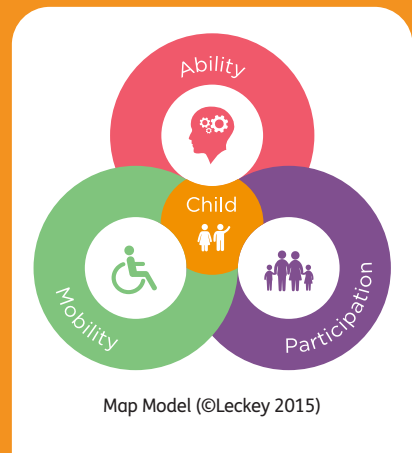 Ability
Child
Mobility
Participation
Map Model (©Leckey 2015)